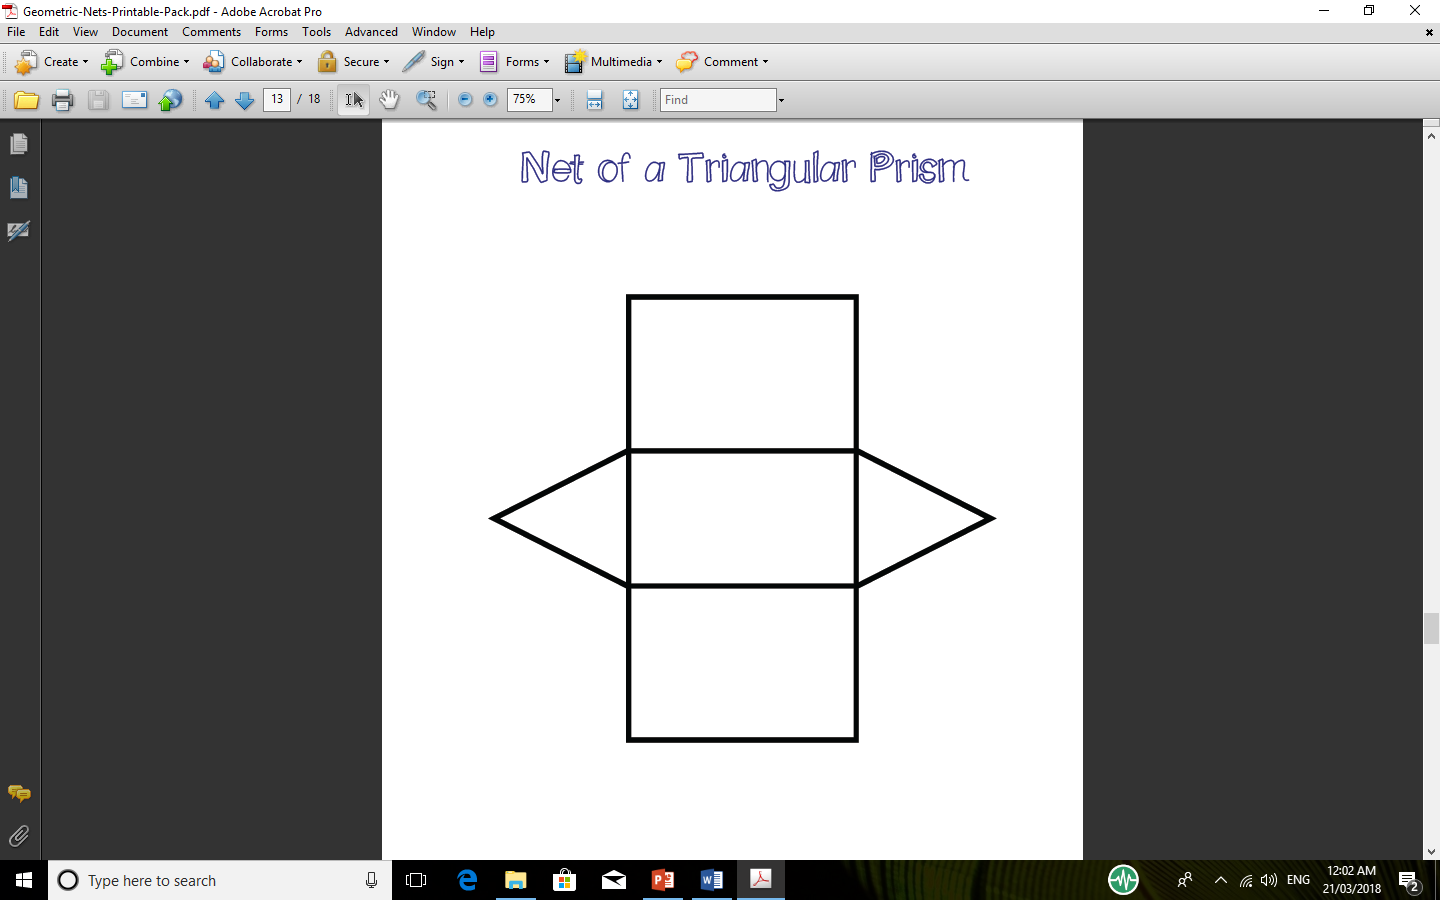 Geometric-Nets-Printable-Pack.pdf - Adobe Acrobat Pro
File Edit View Document Comments Forms Tools Advanced Window Help
Create Combine Collaborate Secure Sign Forms Multimedia Comment
13 / 18 75% Find
Net of a Triangular Prism
Type here to search
ENG
12:02 AM
21/03/2018
2